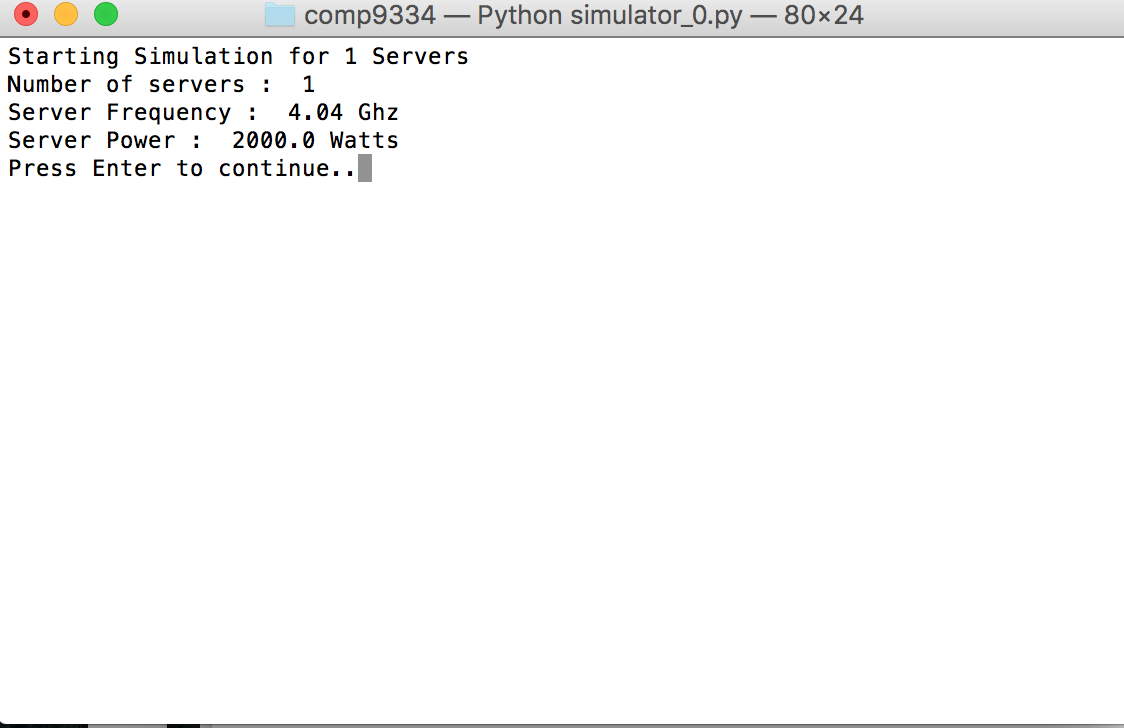 comp9334 — Python simulator_0.py — 80×24
Starting Simulation for 1 Servers
Number of servers :  1
Server Frequency :  4.04 Ghz
Server Power :  2000.0 Watts
Press Enter to continue..